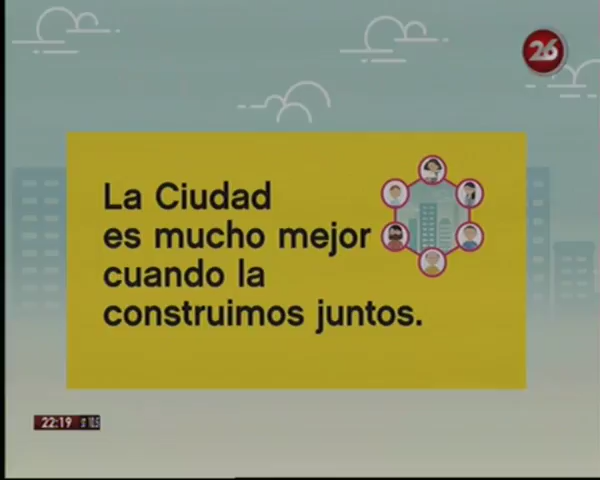 26
La Ciudad
es mucho mejor
cuando la
construimos juntos.
22:19